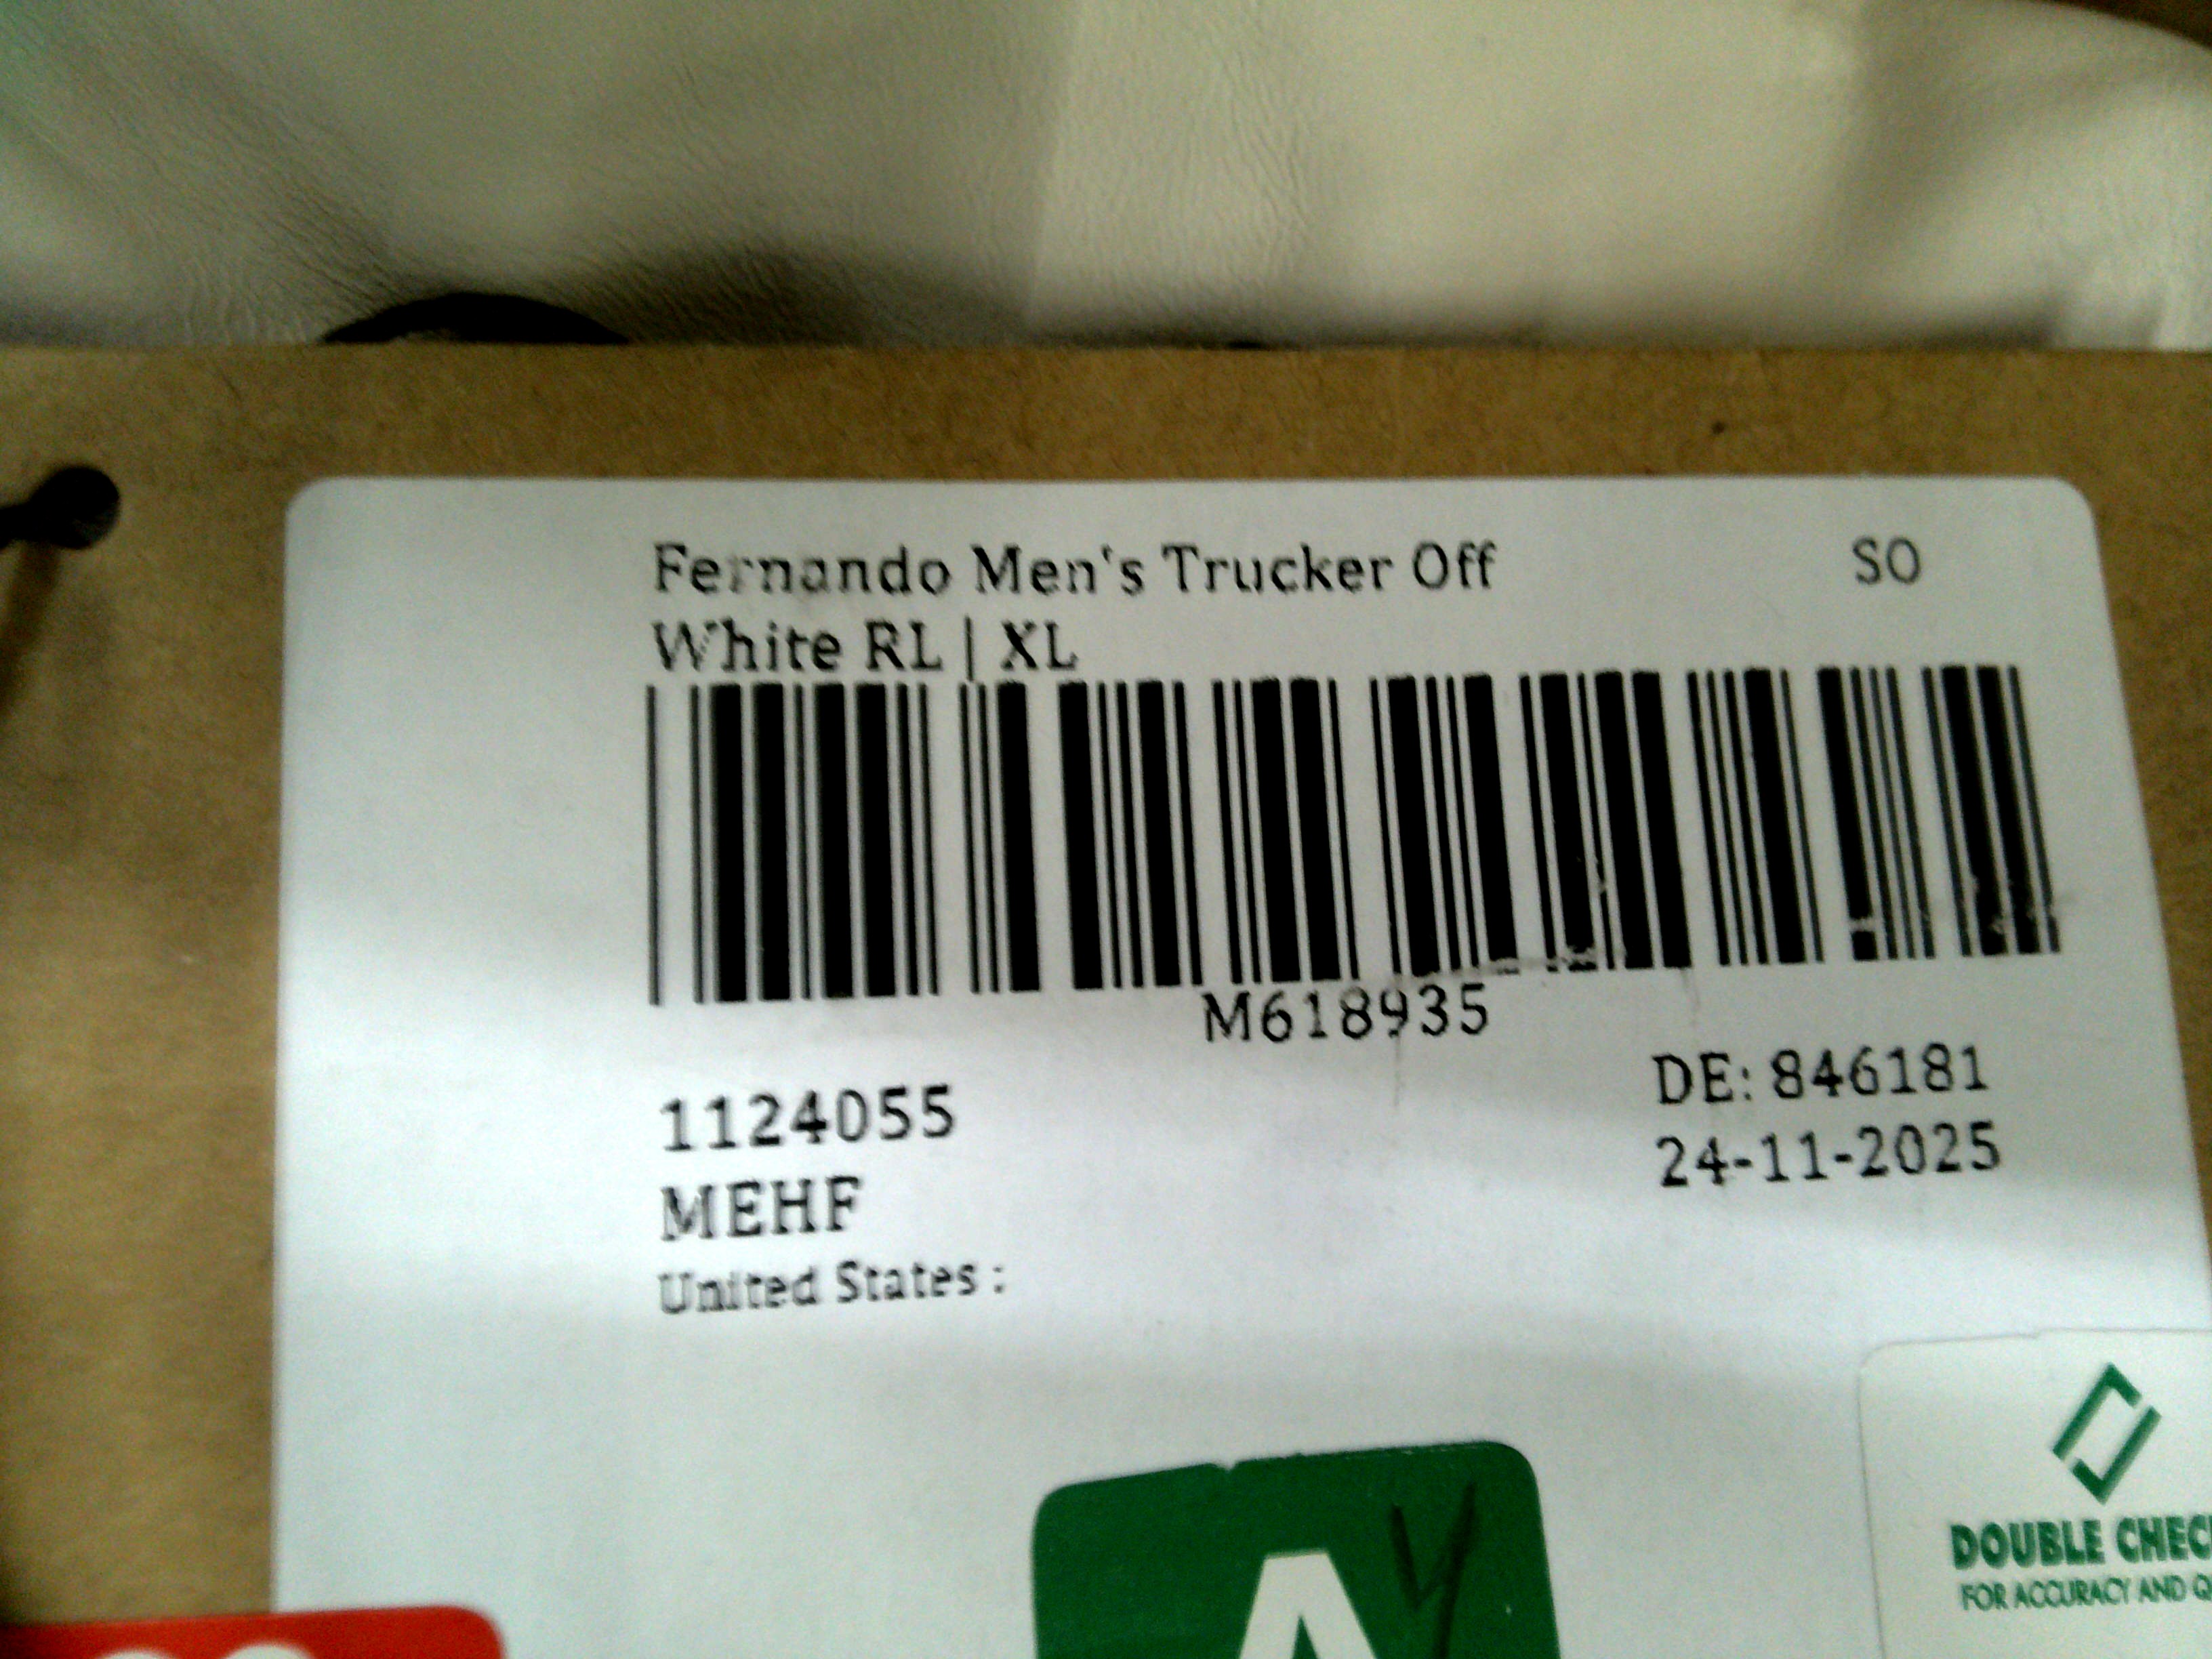 Fernando Men's Trucker Off
White RL | XL
SO
M618935
1124055
MEHF
United States :
DE: 846181
24-11-2025
A
DOUBLE CHEC
FOR ACCURACY AND Q